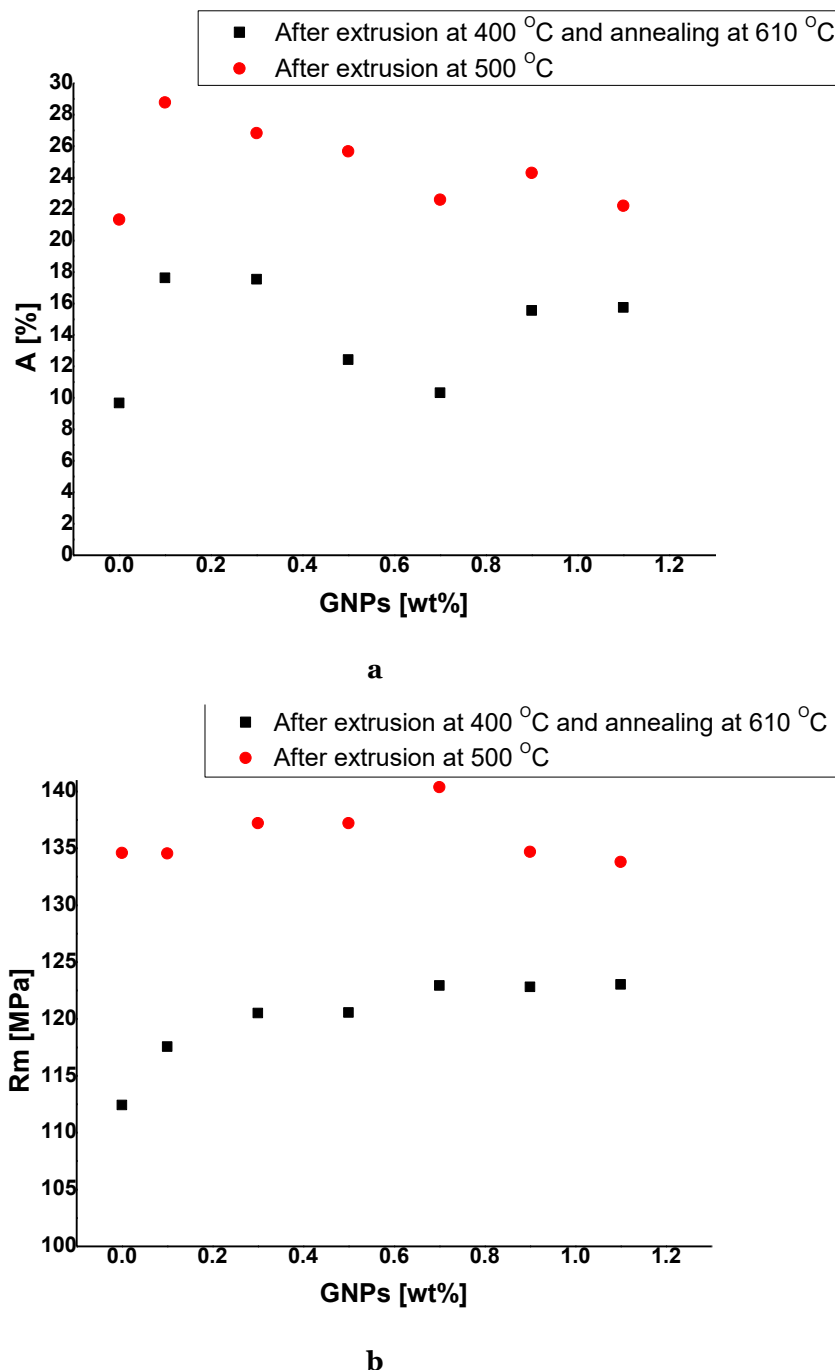 After extrusion at 400 °C and annealing at 610 °C
After extrusion at 500 °C
30
28
26
24
22
20
18
16
14
12
10
8
6
4
2
0
A [%]
0.0 0.2 0.4 0.6 0.8 1.0 1.2
GNPs [wt%]
a
After extrusion at 400 °C and annealing at 610 °C
After extrusion at 500 °C
140
135
130
125
120
115
110
105
100
Rm [MPa]
0.0 0.2 0.4 0.6 0.8 1.0 1.2
GNPs [wt%]
b